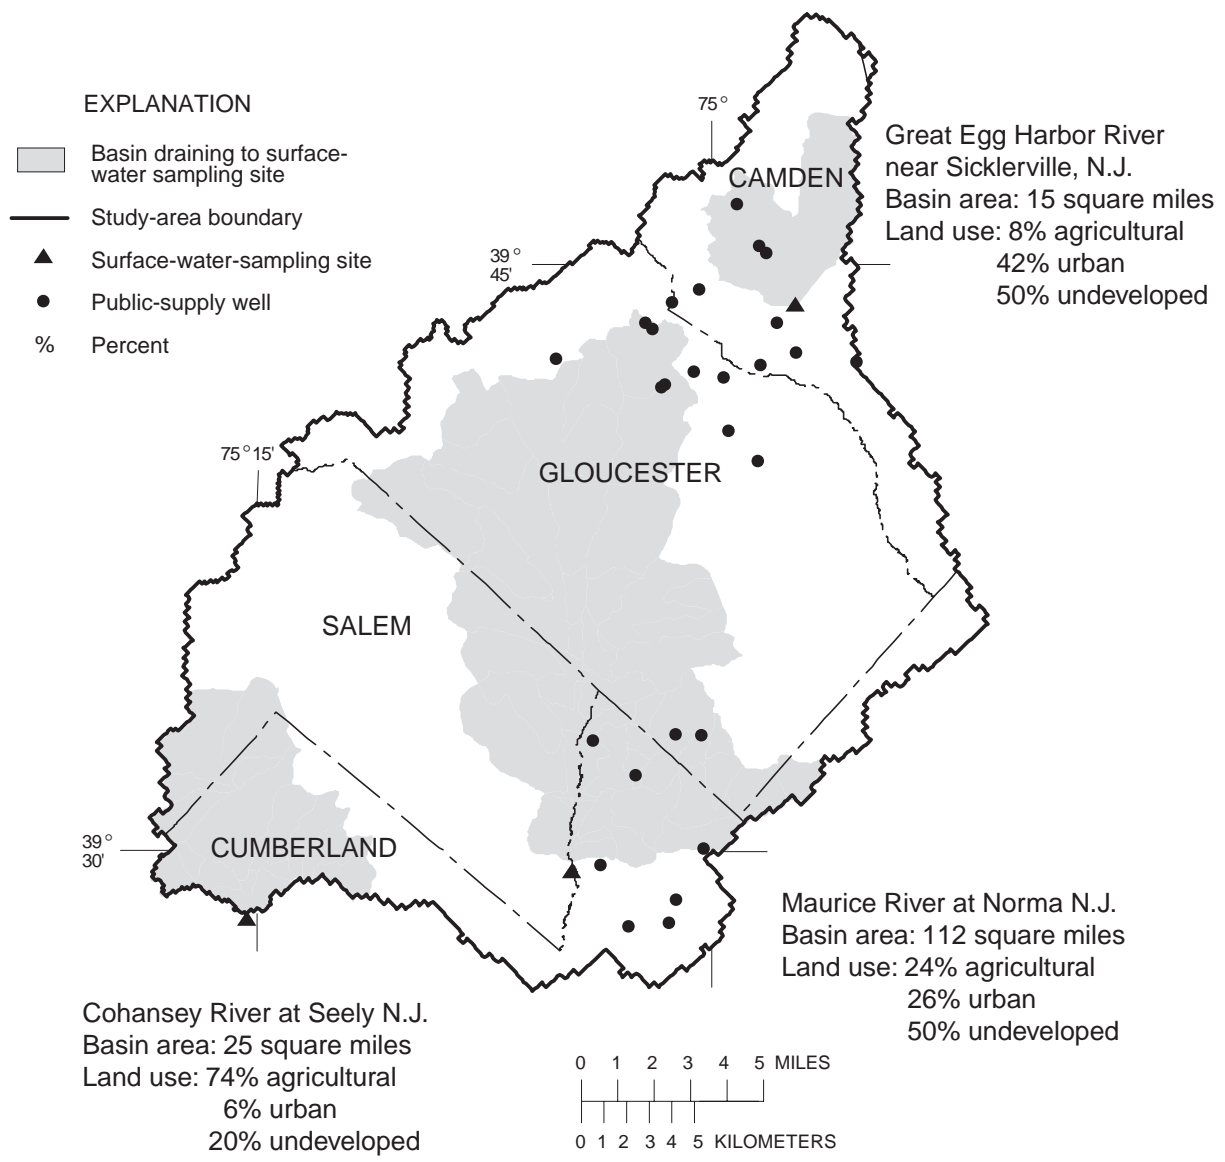 EXPLANATION
Basin draining to surface-
water sampling site
Study-area boundary
Surface-water-sampling site
Public-supply well
% Percent
75°
CAMDEN
Great Egg Harbor River
near Sicklerville, N.J.
Basin area: 15 square miles
Land use: 8% agricultural
42% urban
50% undeveloped
39°
45'
75°15'
GLOUCESTER
SALEM
39°
30'
CUMBERLAND
Maurice River at Norma N.J.
Basin area: 112 square miles
Land use: 24% agricultural
26% urban
50% undeveloped
Cohansey River at Seely N.J.
Basin area: 25 square miles
Land use: 74% agricultural
6% urban
20% undeveloped
0 1 2 3 4 5 MILES
0 1 2 3 4 5 KILOMETERS